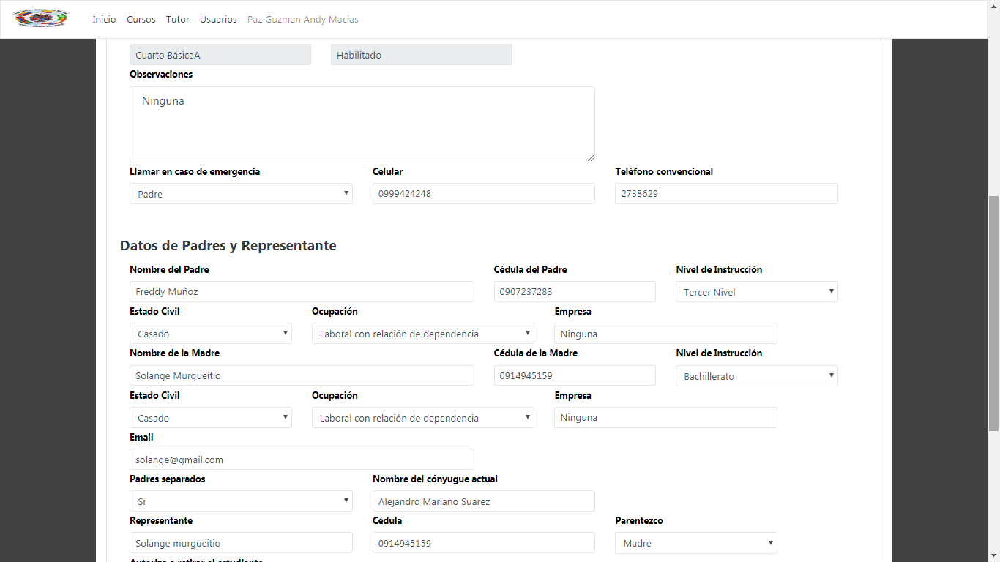 Inicio Cursos Tutor Usuarios Paz Guzman Andy Macias
Cuarto BásicaA Habilitado
Observaciones
Ninguna
Llamar en caso de emergencia Celular Teléfono convencional
Padre 0999424248 2738629
Datos de Padres y Representante
Nombre del Padre Cédula del Padre Nivel de Instrucción
Freddy Muñoz 0907237283 Tercer Nivel
Estado Civil Ocupación Empresa
Casado Laboral con relación de dependencia Ninguna
Nombre de la Madre Cédula de la Madre Nivel de Instrucción
Solange Murgueitio 0914945159 Bachillerato
Estado Civil Ocupación Empresa
Casado Laboral con relación de dependencia Ninguna
Email
solange@gmail.com
Padres separados Nombre del cónyugue actual
Si Alejandro Mariano Suarez
Representante Cédula Parentezco
Solange murgueitio 0914945159 Madre
Autoriza a retirar el estudiante